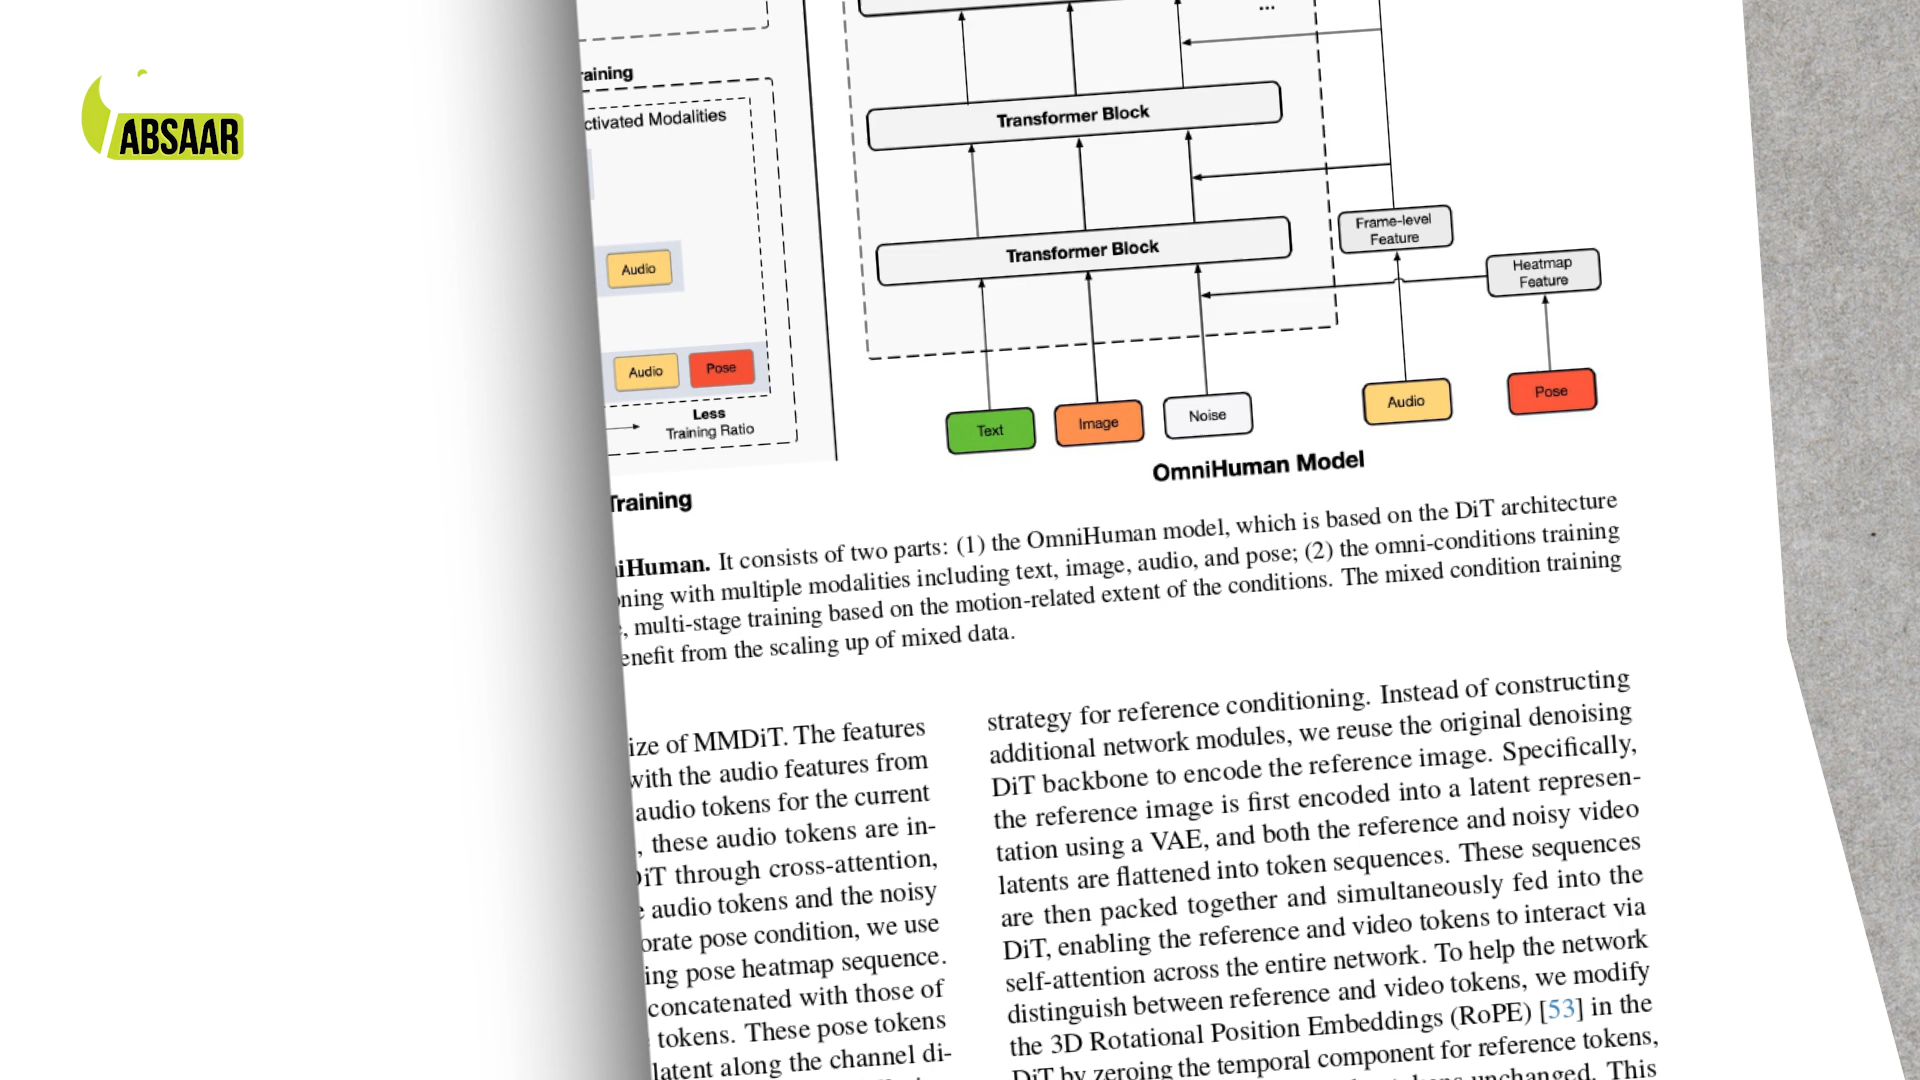 ABSAAR
raining
ctivated Modalities
Audio
Audio
Pose
Less
Training Ratio
Training
...
Transformer Block
Transformer Block
Frame-level
Feature
Heatmap
Feature
Text
Image
Noise
Audio
Pose
OmniHuman Model
iHuman. It consists of two parts: (1) the OmniHuman model, which is based on the DiT architecture
ning with multiple modalities including text, image, audio, and pose; (2) the omni-conditions training
, multi-stage training based on the motion-related extent of the conditions. The mixed condition training
enefit from the scaling up of mixed data.
ize of MMDiT. The features
with the audio features from
audio tokens for the current
, these audio tokens are in-
iT through cross-attention,
audio tokens and the noisy
orate pose condition, we use
ing pose heatmap sequence.
concatenated with those of
tokens. These pose tokens
latent along the channel di-
strategy for reference conditioning. Instead of constructing
additional network modules, we reuse the original denoising
DiT backbone to encode the reference image. Specifically,
the reference image is first encoded into a latent represen-
tation using a VAE, and both the reference and noisy video
latents are flattened into token sequences. These sequences
are then packed together and simultaneously fed into the
DiT, enabling the reference and video tokens to interact via
self-attention across the entire network. To help the network
distinguish between reference and video tokens, we modify
the 3D Rotational Position Embeddings (RoPE) [53] in the
DiT by zeroing the temporal component for reference tokens,
unchanged. This